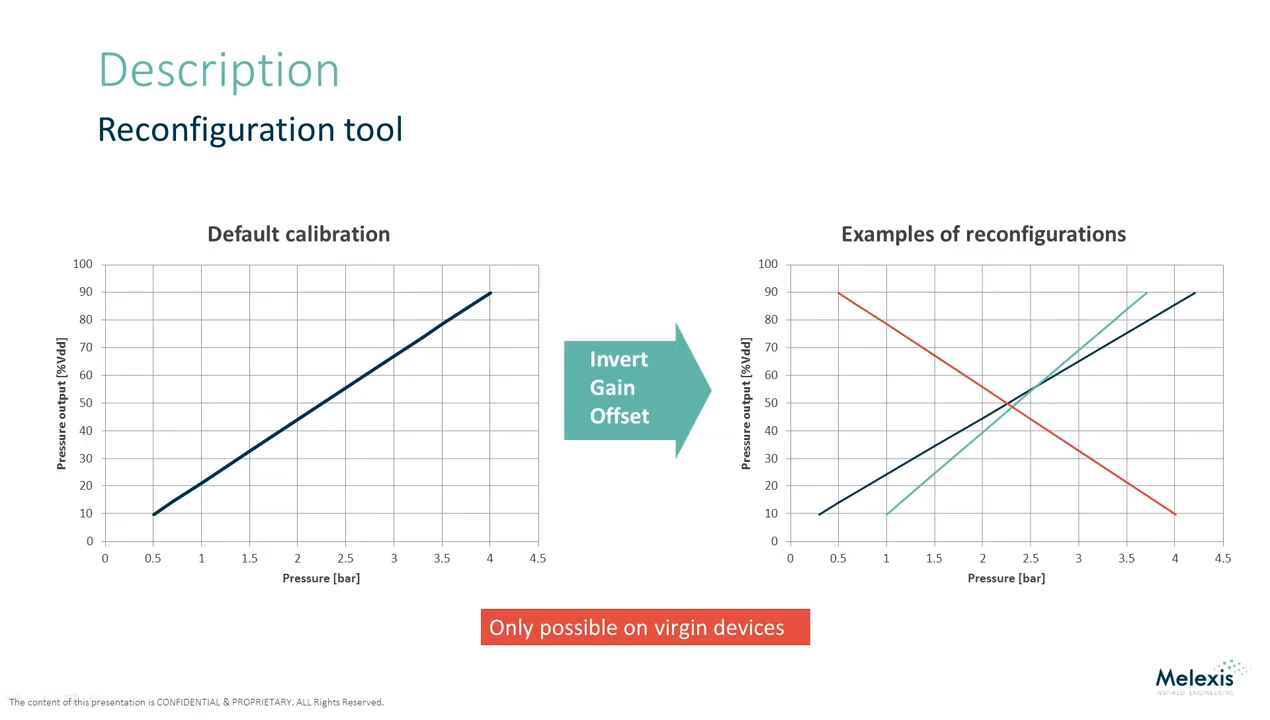 Description
Reconfiguration tool
Default calibration
100
90
80
70
60
50
40
30
20
10
0
Pressure output [%Vdd]
0 0.5 1 1.5 2 2.5 3 3.5 4 4.5
Pressure [bar]
Invert
Gain
Offset
Examples of reconfigurations
100
90
80
70
60
50
40
30
20
10
0
Pressure output [%Vdd]
0 0.5 1 1.5 2 2.5 3 3.5 4 4.5
Pressure [bar]
Only possible on virgin devices
Melexis
INSPIRED ENGINEERING
The content of this presentation is CONFIDENTIAL & PROPRIETARY. ALL Rights Reserved.